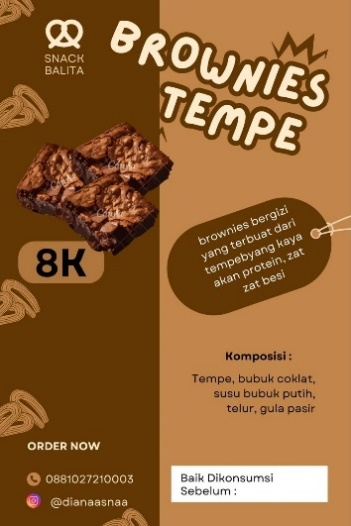 SNACK
BALITA
BROWNIES
TEMPE
brownies bergizi
yang terbuat dari
tempebyang kaya
akan protein, zat
zat besi
8K
Komposisi :
Tempe, bubuk coklat,
susu bubuk putih,
telur, gula pasir
ORDER NOW
0881027210003
@dianaasnaa
Baik Dikonsumsi
Sebelum :